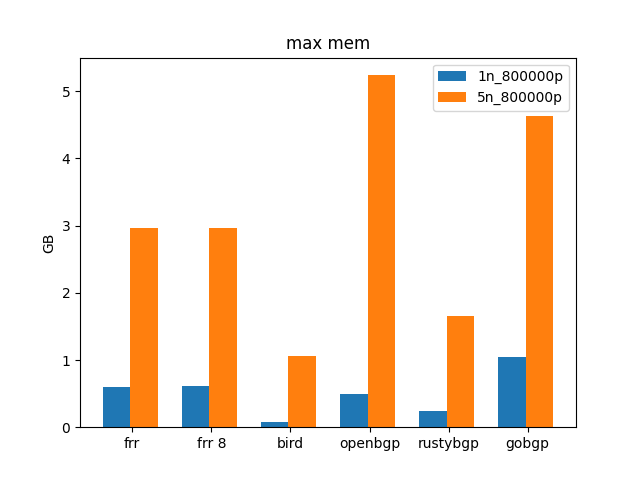 max mem
1n_800000p
5n_800000p
GB
5
4
3
2
1
0
frr
frr 8
bird
openbgp
rustybgp
gobgp